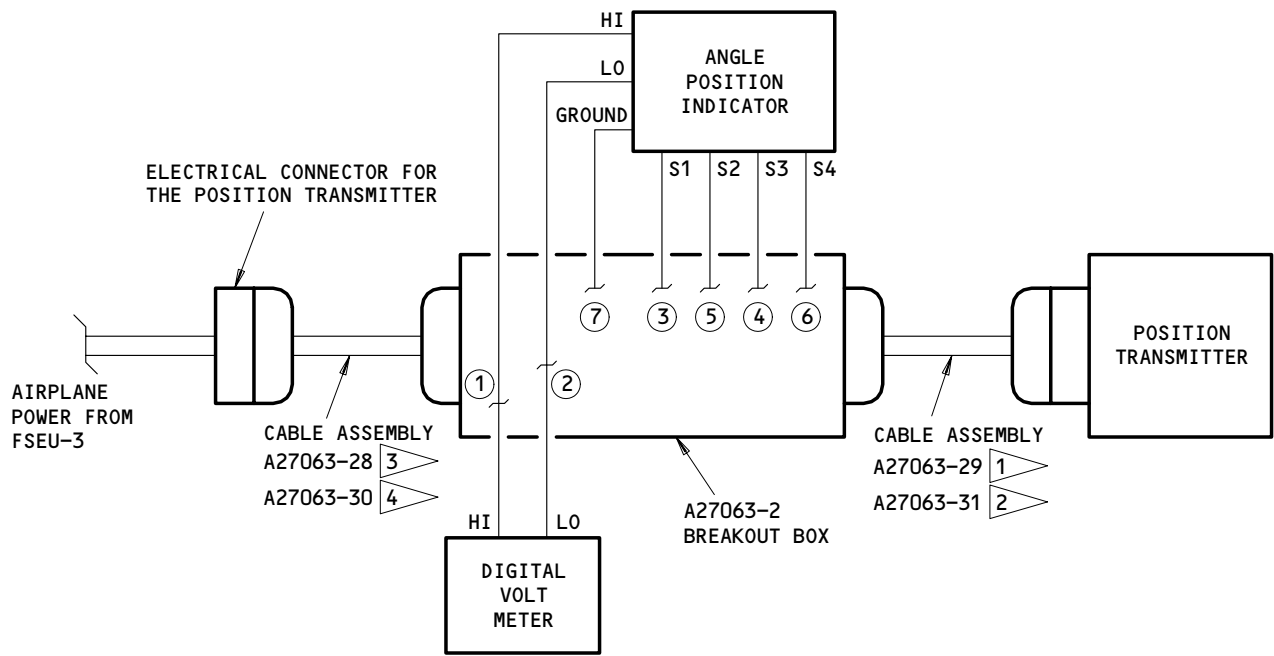 HI
LO
GROUND
ANGLE
POSITION
INDICATOR
S1 S2 S3 S4
ELECTRICAL CONNECTOR FOR
THE POSITION TRANSMITTER
7 3 5 4 6
1 2
AIRPLANE
POWER FROM
FSEU-3
CABLE ASSEMBLY
A27063-28 3
A27063-30 4
POSITION
TRANSMITTER
CABLE ASSEMBLY
A27063-29 1
A27063-31 2
A27063-2
BREAKOUT BOX
HI LO
DIGITAL
VOLT
METER